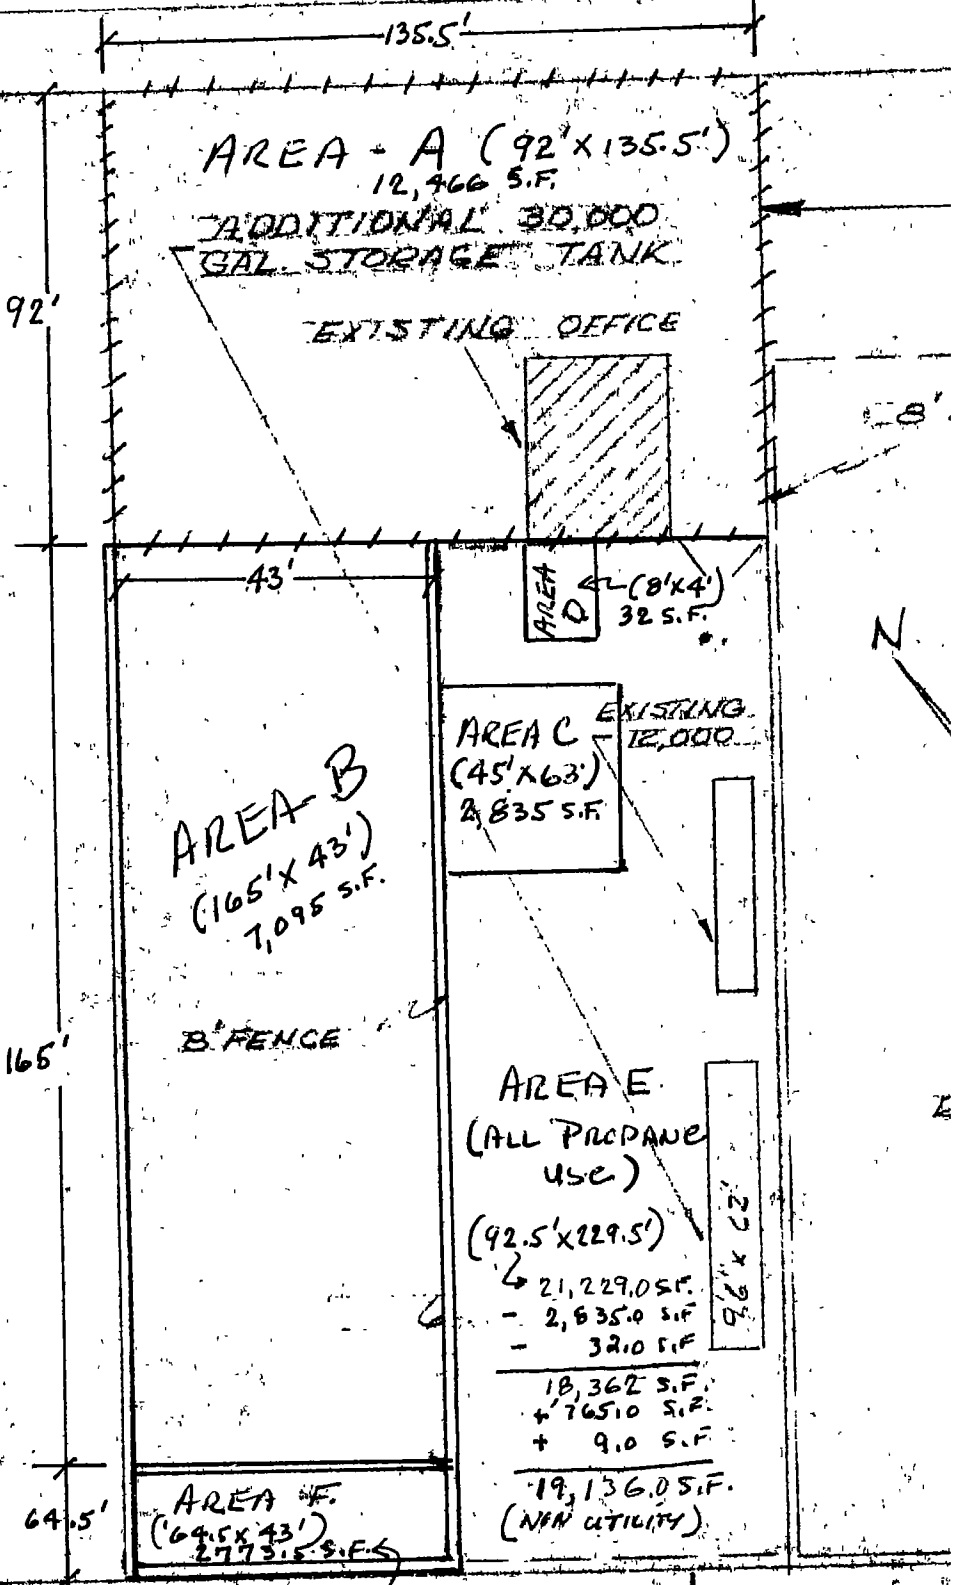 135.5'
AREA - A (92' X 135.5')
12,466 S.F.
ADDITIONAL 30,000
GAL. STORAGE TANK
92'
EXISTING OFFICE
8'
43'
AREA
D
(8'X4')
32 S.F.
N
EXISTING
12,000
AREA C
(45'X63')
2,835 S.F.
AREA-B
(165'X 43')
7,095 S.F.
8' FENCE
165'
AREA E
(ALL PROPANE
USE)
(92.5'X229.5')
21,229.0 S.F.
- 2,835.0 S.F
- 32.0 S.F
18,362 S.F.
+ 765.0 S.F.
+ 9.0 S.F.
19,136.0 S.F.
(NON UTILITY)
64.5'
AREA F.
(64.5 X 43')
2773.5 S.F.